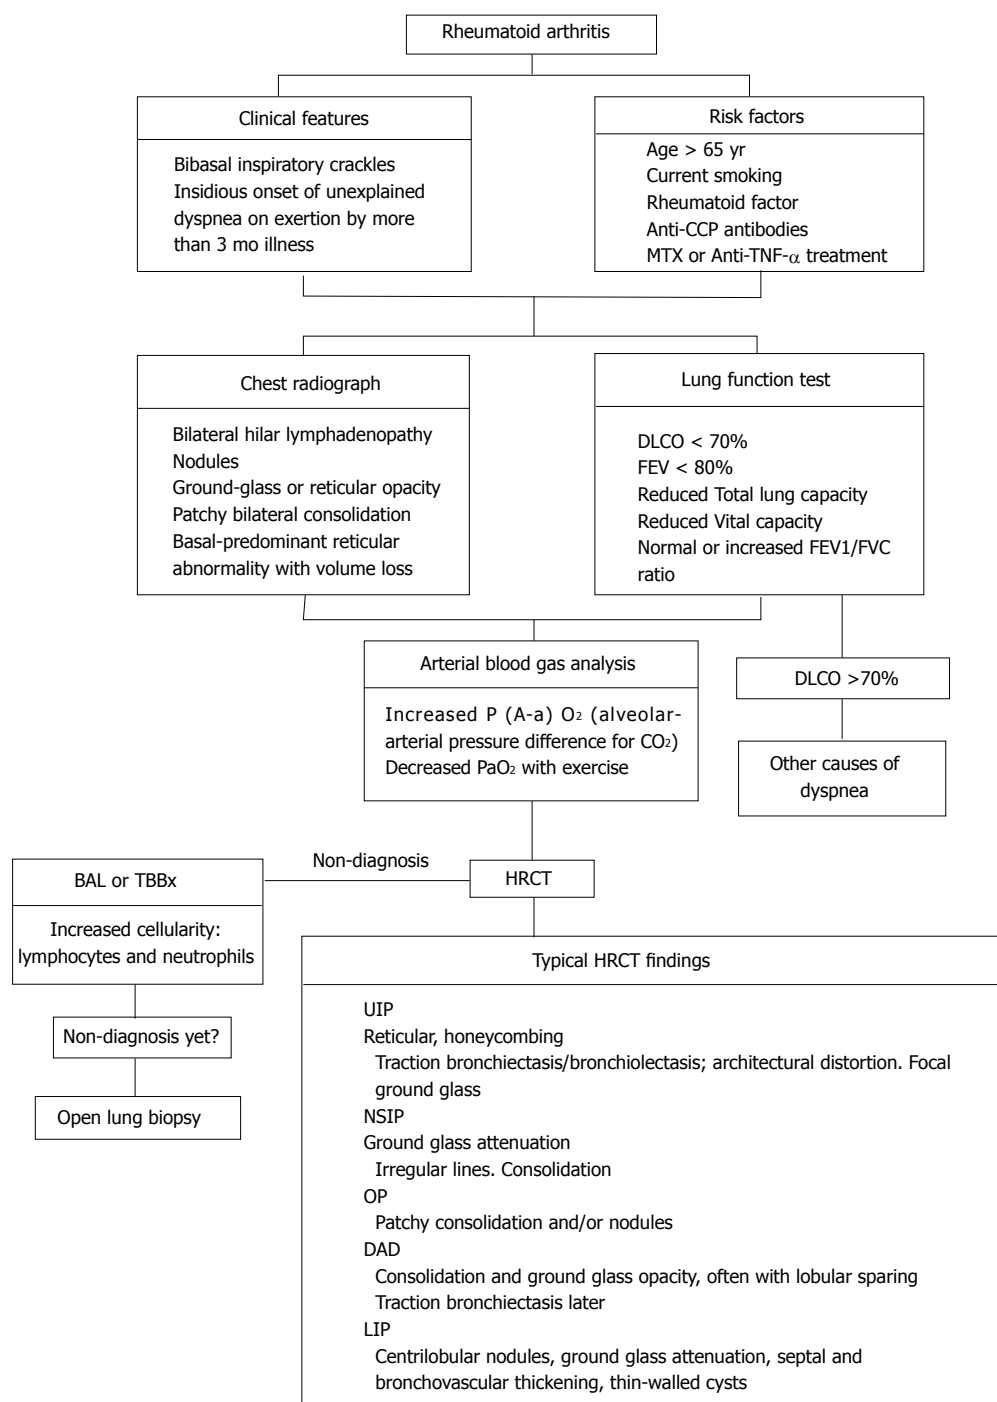 Rheumatoid arthritis
Clinical features
Bibasal inspiratory crackles
Insidious onset of unexplained
dyspnea on exertion by more
than 3 mo illness
Risk factors
Age > 65 yr
Current smoking
Rheumatoid factor
Anti-CCP antibodies
MTX or Anti-TNF-α treatment
Chest radiograph
Bilateral hilar lymphadenopathy
Nodules
Ground-glass or reticular opacity
Patchy bilateral consolidation
Basal-predominant reticular
abnormality with volume loss
Lung function test
DLCO < 70%
FEV < 80%
Reduced Total lung capacity
Reduced Vital capacity
Normal or increased FEV1/FVC
ratio
Arterial blood gas analysis
Increased P (A-a) O2 (alveolar-
arterial pressure difference for CO2)
Decreased PaO2 with exercise
DLCO >70%
Other causes of
dyspnea
Non-diagnosis
HRCT
BAL or TBBx
Increased cellularity:
lymphocytes and neutrophils
Non-diagnosis yet?
Open lung biopsy
Typical HRCT findings
UIP
Reticular, honeycombing
Traction bronchiectasis/bronchiolectasis; architectural distortion. Focal
ground glass
NSIP
Ground glass attenuation
Irregular lines. Consolidation
OP
Patchy consolidation and/or nodules
DAD
Consolidation and ground glass opacity, often with lobular sparing
Traction bronchiectasis later
LIP
Centrilobular nodules, ground glass attenuation, septal and
bronchovascular thickening, thin-walled cysts